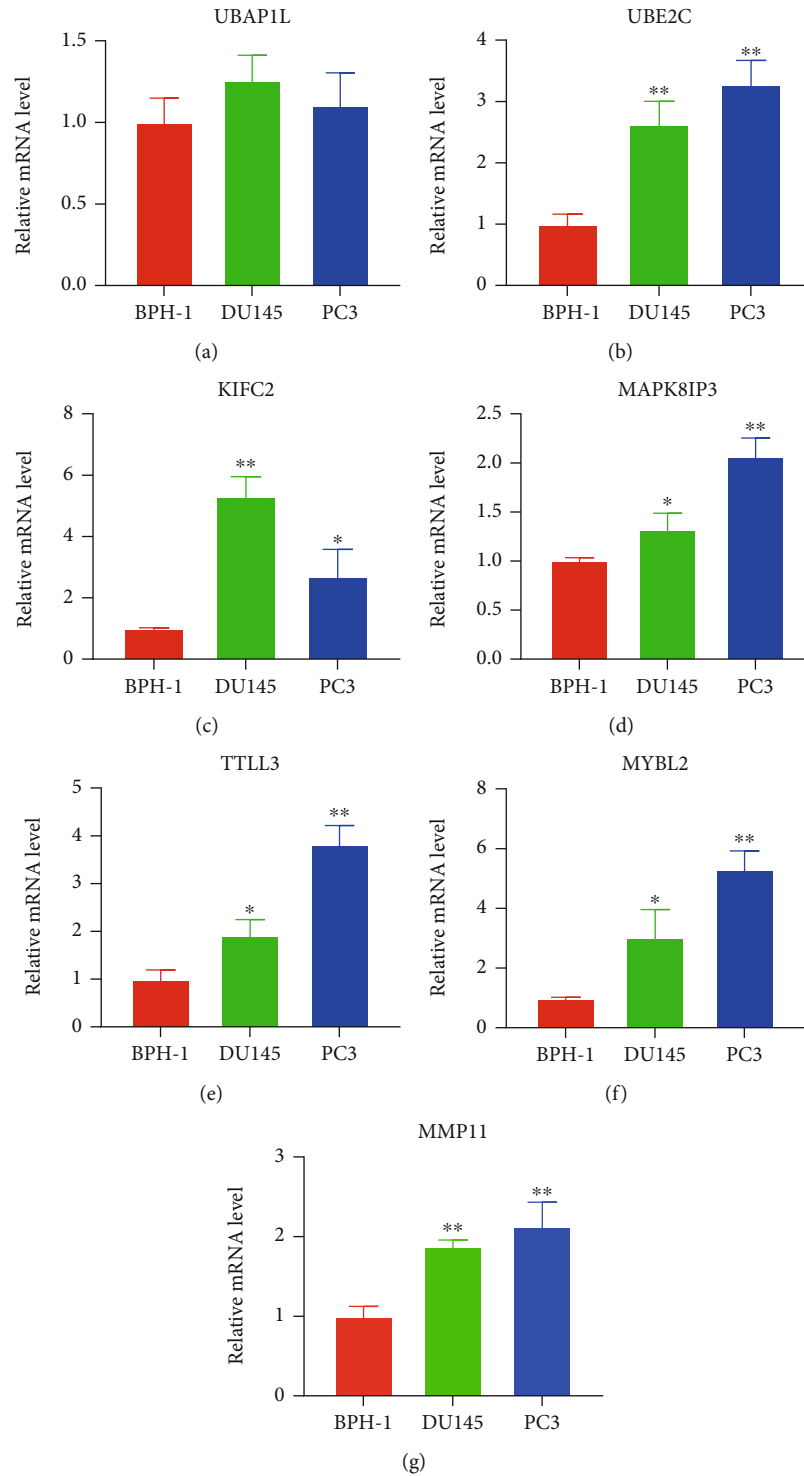 UBAP1L
Relative mRNA level
1.5
1.0
0.5
0.0
BPH-1 DU145 PC3
(a)
UBE2C
Relative mRNA level
4
3
2
1
0
** **
BPH-1 DU145 PC3
(b)
KIFC2
Relative mRNA level
8
6
4
2
0
** *
BPH-1 DU145 PC3
(c)
MAPK8IP3
Relative mRNA level
2.5
2.0
1.5
1.0
0.5
0.0
* **
BPH-1 DU145 PC3
(d)
TTLL3
Relative mRNA level
5
4
3
2
1
0
* **
BPH-1 DU145 PC3
(e)
MYBL2
Relative mRNA level
8
6
4
2
0
* **
BPH-1 DU145 PC3
(f)
MMP11
Relative mRNA level
3
2
1
0
** **
BPH-1 DU145 PC3
(g)